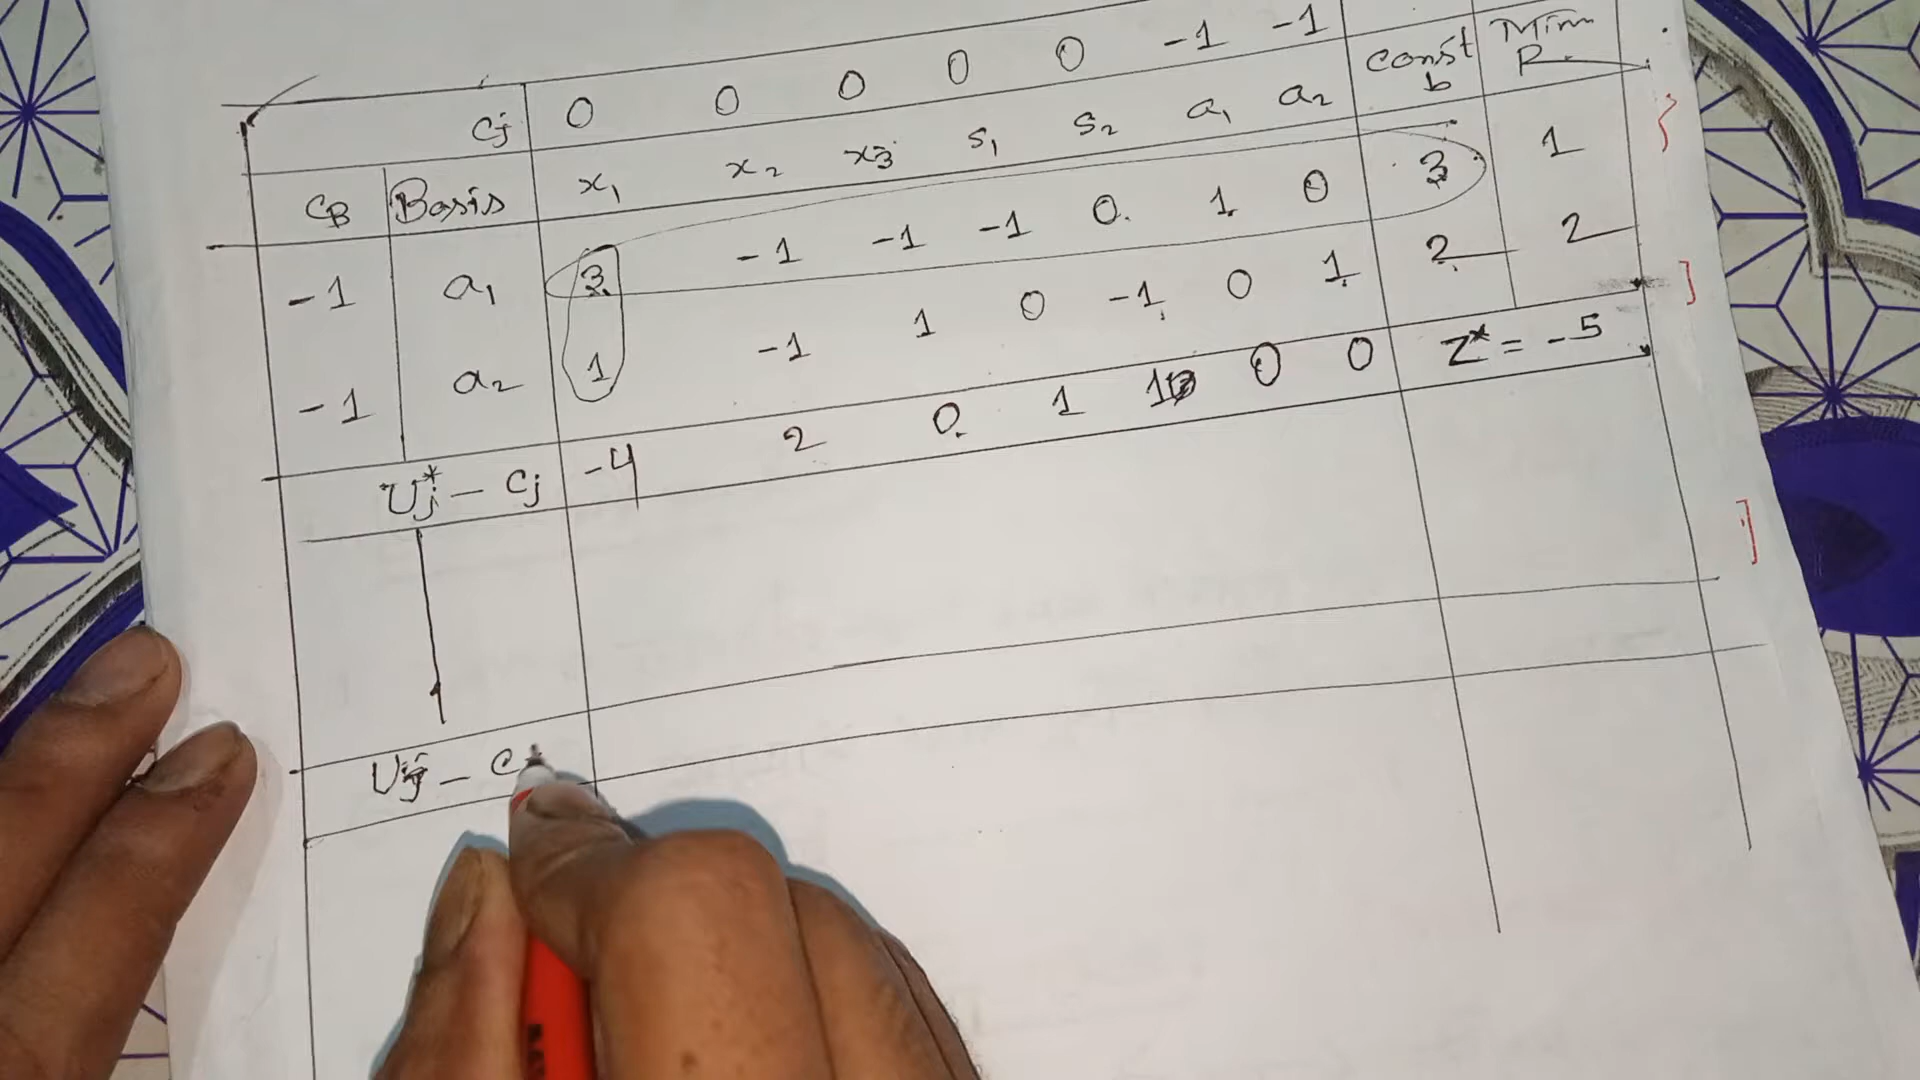 Cj 0 0 0 0 0 -1 -1 Const b Min R.
CB Basis x1 x2 x3 s1 s2 a1 a2
-1 a1 3 -1 -1 -1 0 1 0 3 1
-1 a2 1 -1 1 0 -1 0 1 2 2
Uj* - Cj -4 2 0 1 1 0 0 Z* = -5
Uj - C